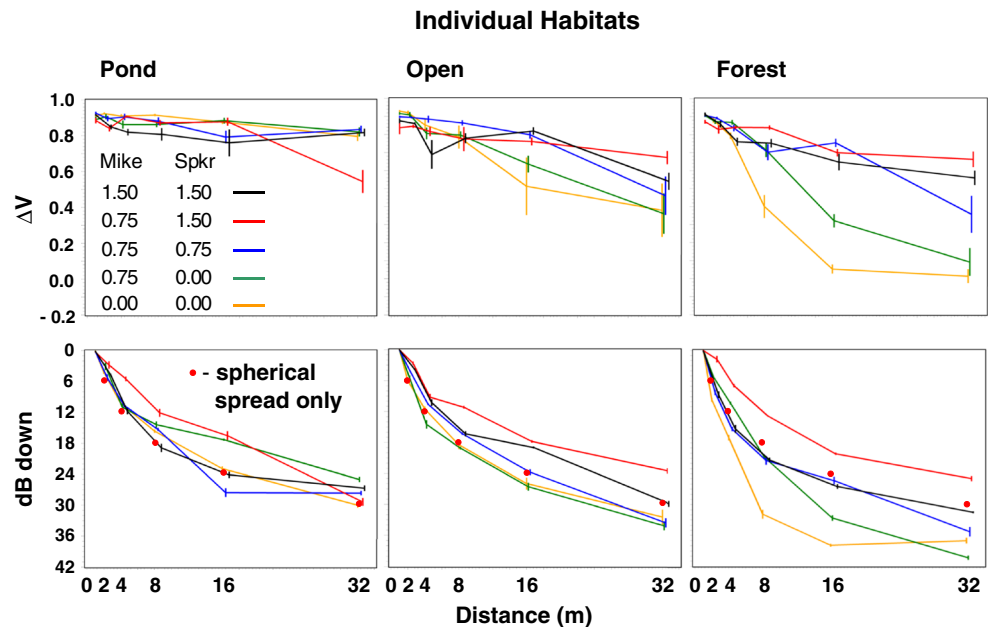 Individual Habitats
Pond Open Forest
1.0
0.8
0.6
0.4
0.2
0.0
- 0.2
ΔV
Mike Spkr
1.50 1.50
0.75 1.50
0.75 0.75
0.75 0.00
0.00 0.00
0
6
12
18
24
30
36
42
dB down
- spherical
spread only
0 2 4 8 16 32 0 2 4 8 16 32 0 2 4 8 16 32
Distance (m)